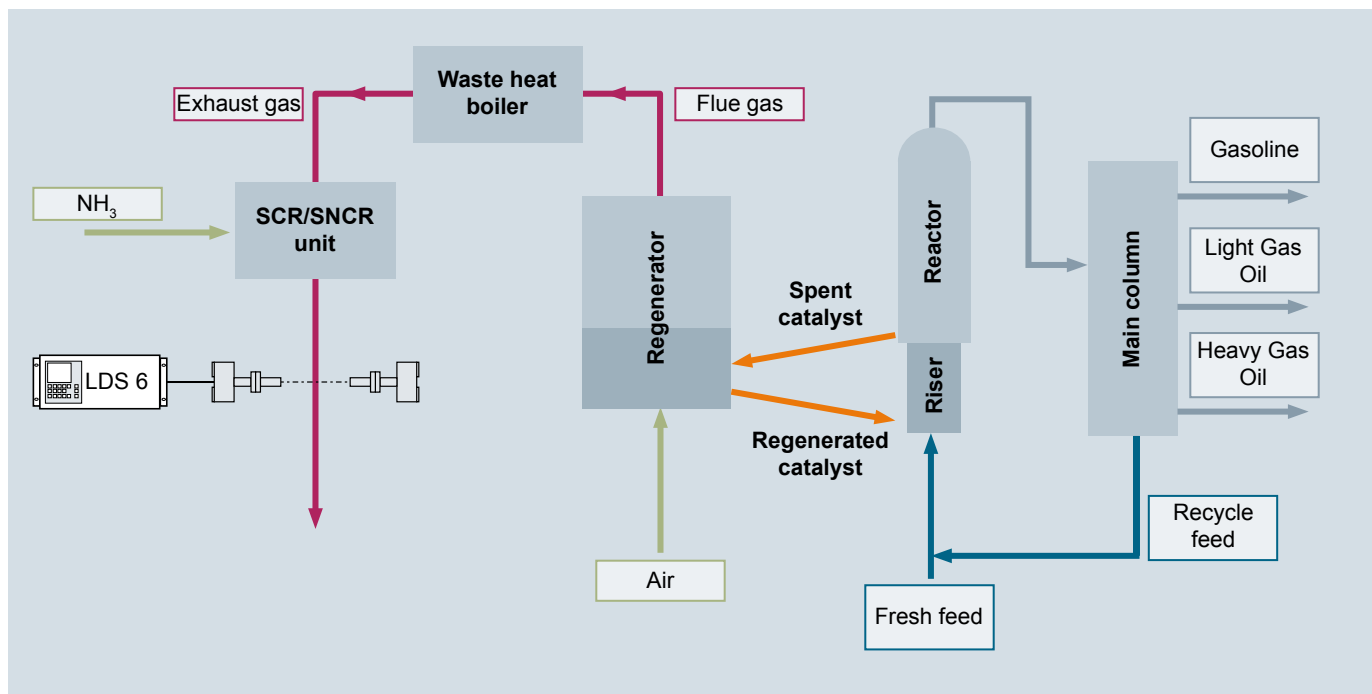 Waste heat
boiler
Exhaust gas
Flue gas
NH₃
SCR/SNCR
unit
LDS 6
Regenerator
Air
Spent
catalyst
Regenerated
catalyst
Reactor
Riser
Fresh feed
Main column
Gasoline
Light Gas
Oil
Heavy Gas
Oil
Recycle
feed